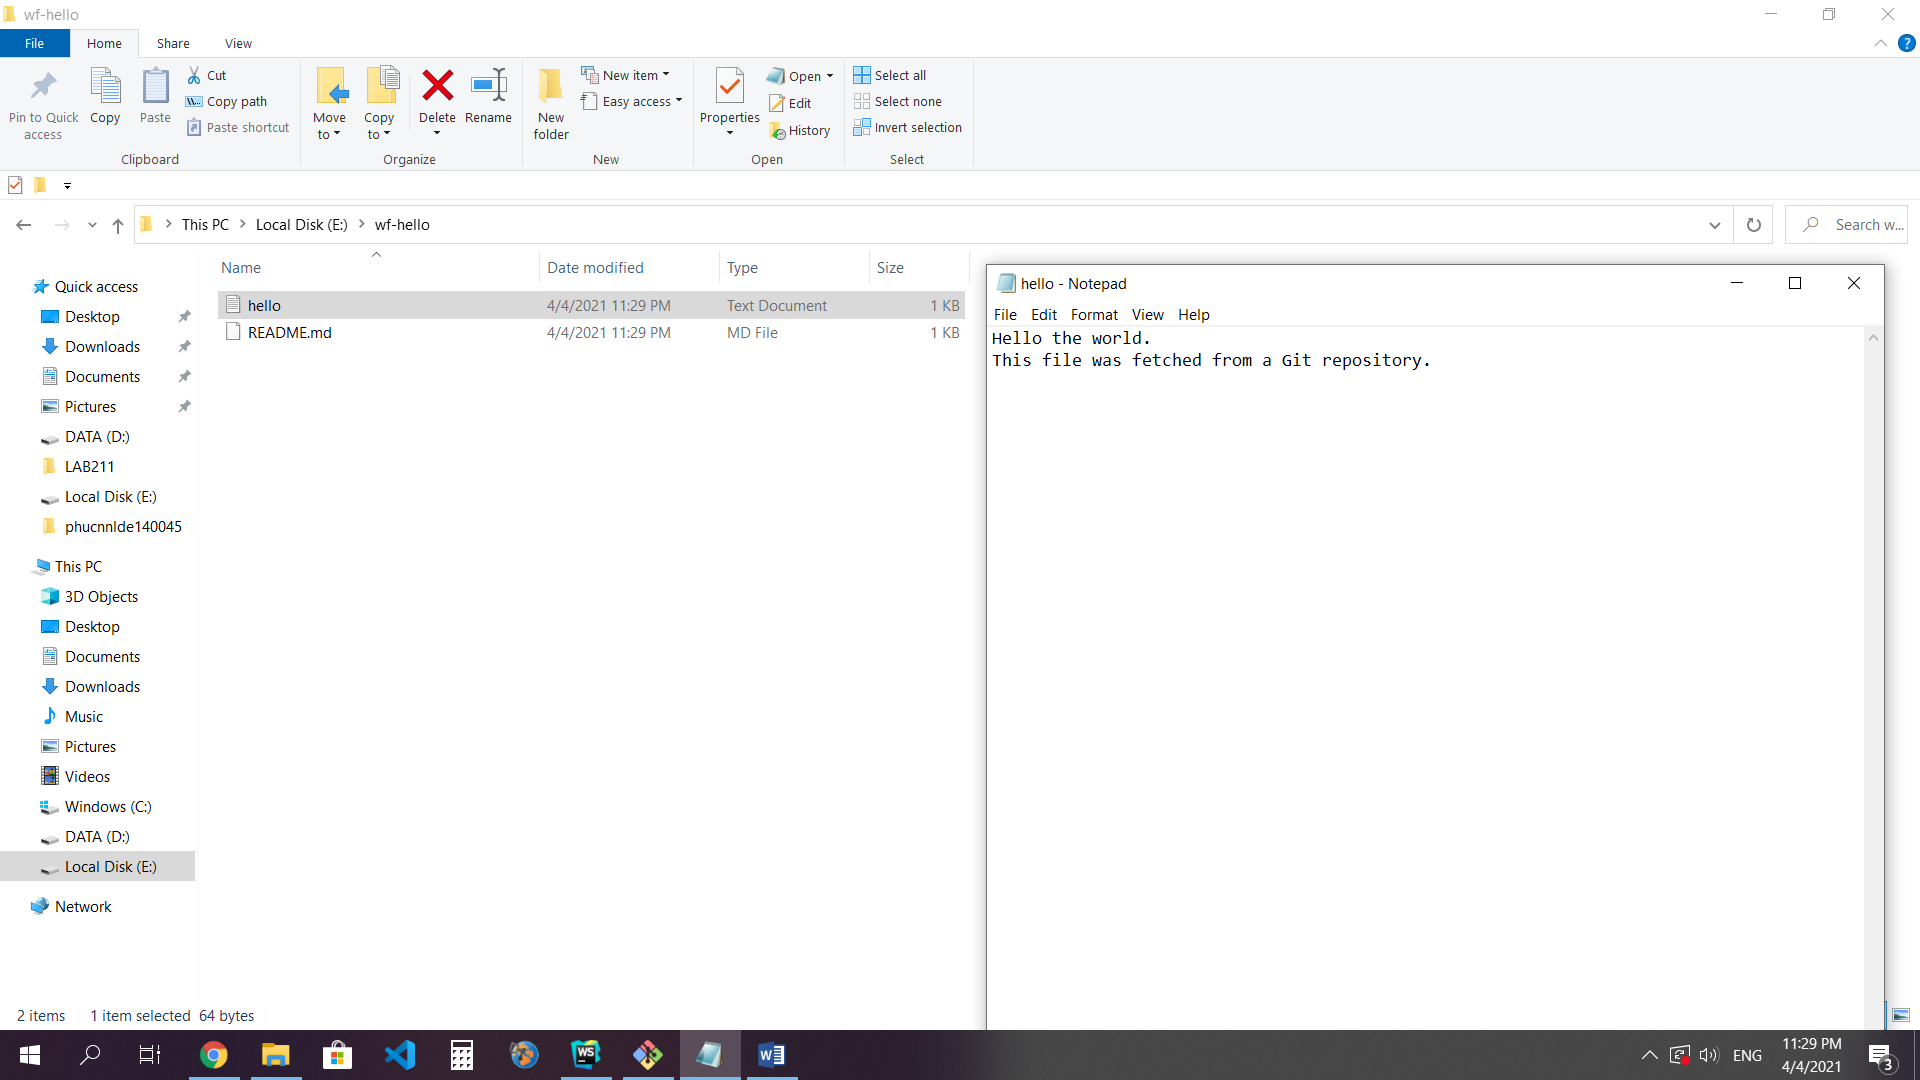 wf-hello
File Home Share View
Pin to Quick access
Copy
Paste
Cut
Copy path
Paste shortcut
Clipboard
Move to
Copy to
Delete
Rename
Organize
New folder
New item
Easy access
New
Properties
Open
Edit
History
Open
Select all
Select none
Invert selection
Select
This PC Local Disk (E:) wf-hello
Search w...
Name Date modified Type Size
hello 4/4/2021 11:29 PM Text Document 1 KB
README.md 4/4/2021 11:29 PM MD File 1 KB
Quick access
Desktop
Downloads
Documents
Pictures
DATA (D:)
LAB211
Local Disk (E:)
phucnnlde140045
This PC
3D Objects
Desktop
Documents
Downloads
Music
Pictures
Videos
Windows (C:)
DATA (D:)
Local Disk (E:)
Network
hello - Notepad
File Edit Format View Help
Hello the world.
This file was fetched from a Git repository.
2 items 1 item selected 64 bytes
WS
ENG
11:29 PM
4/4/2021
3